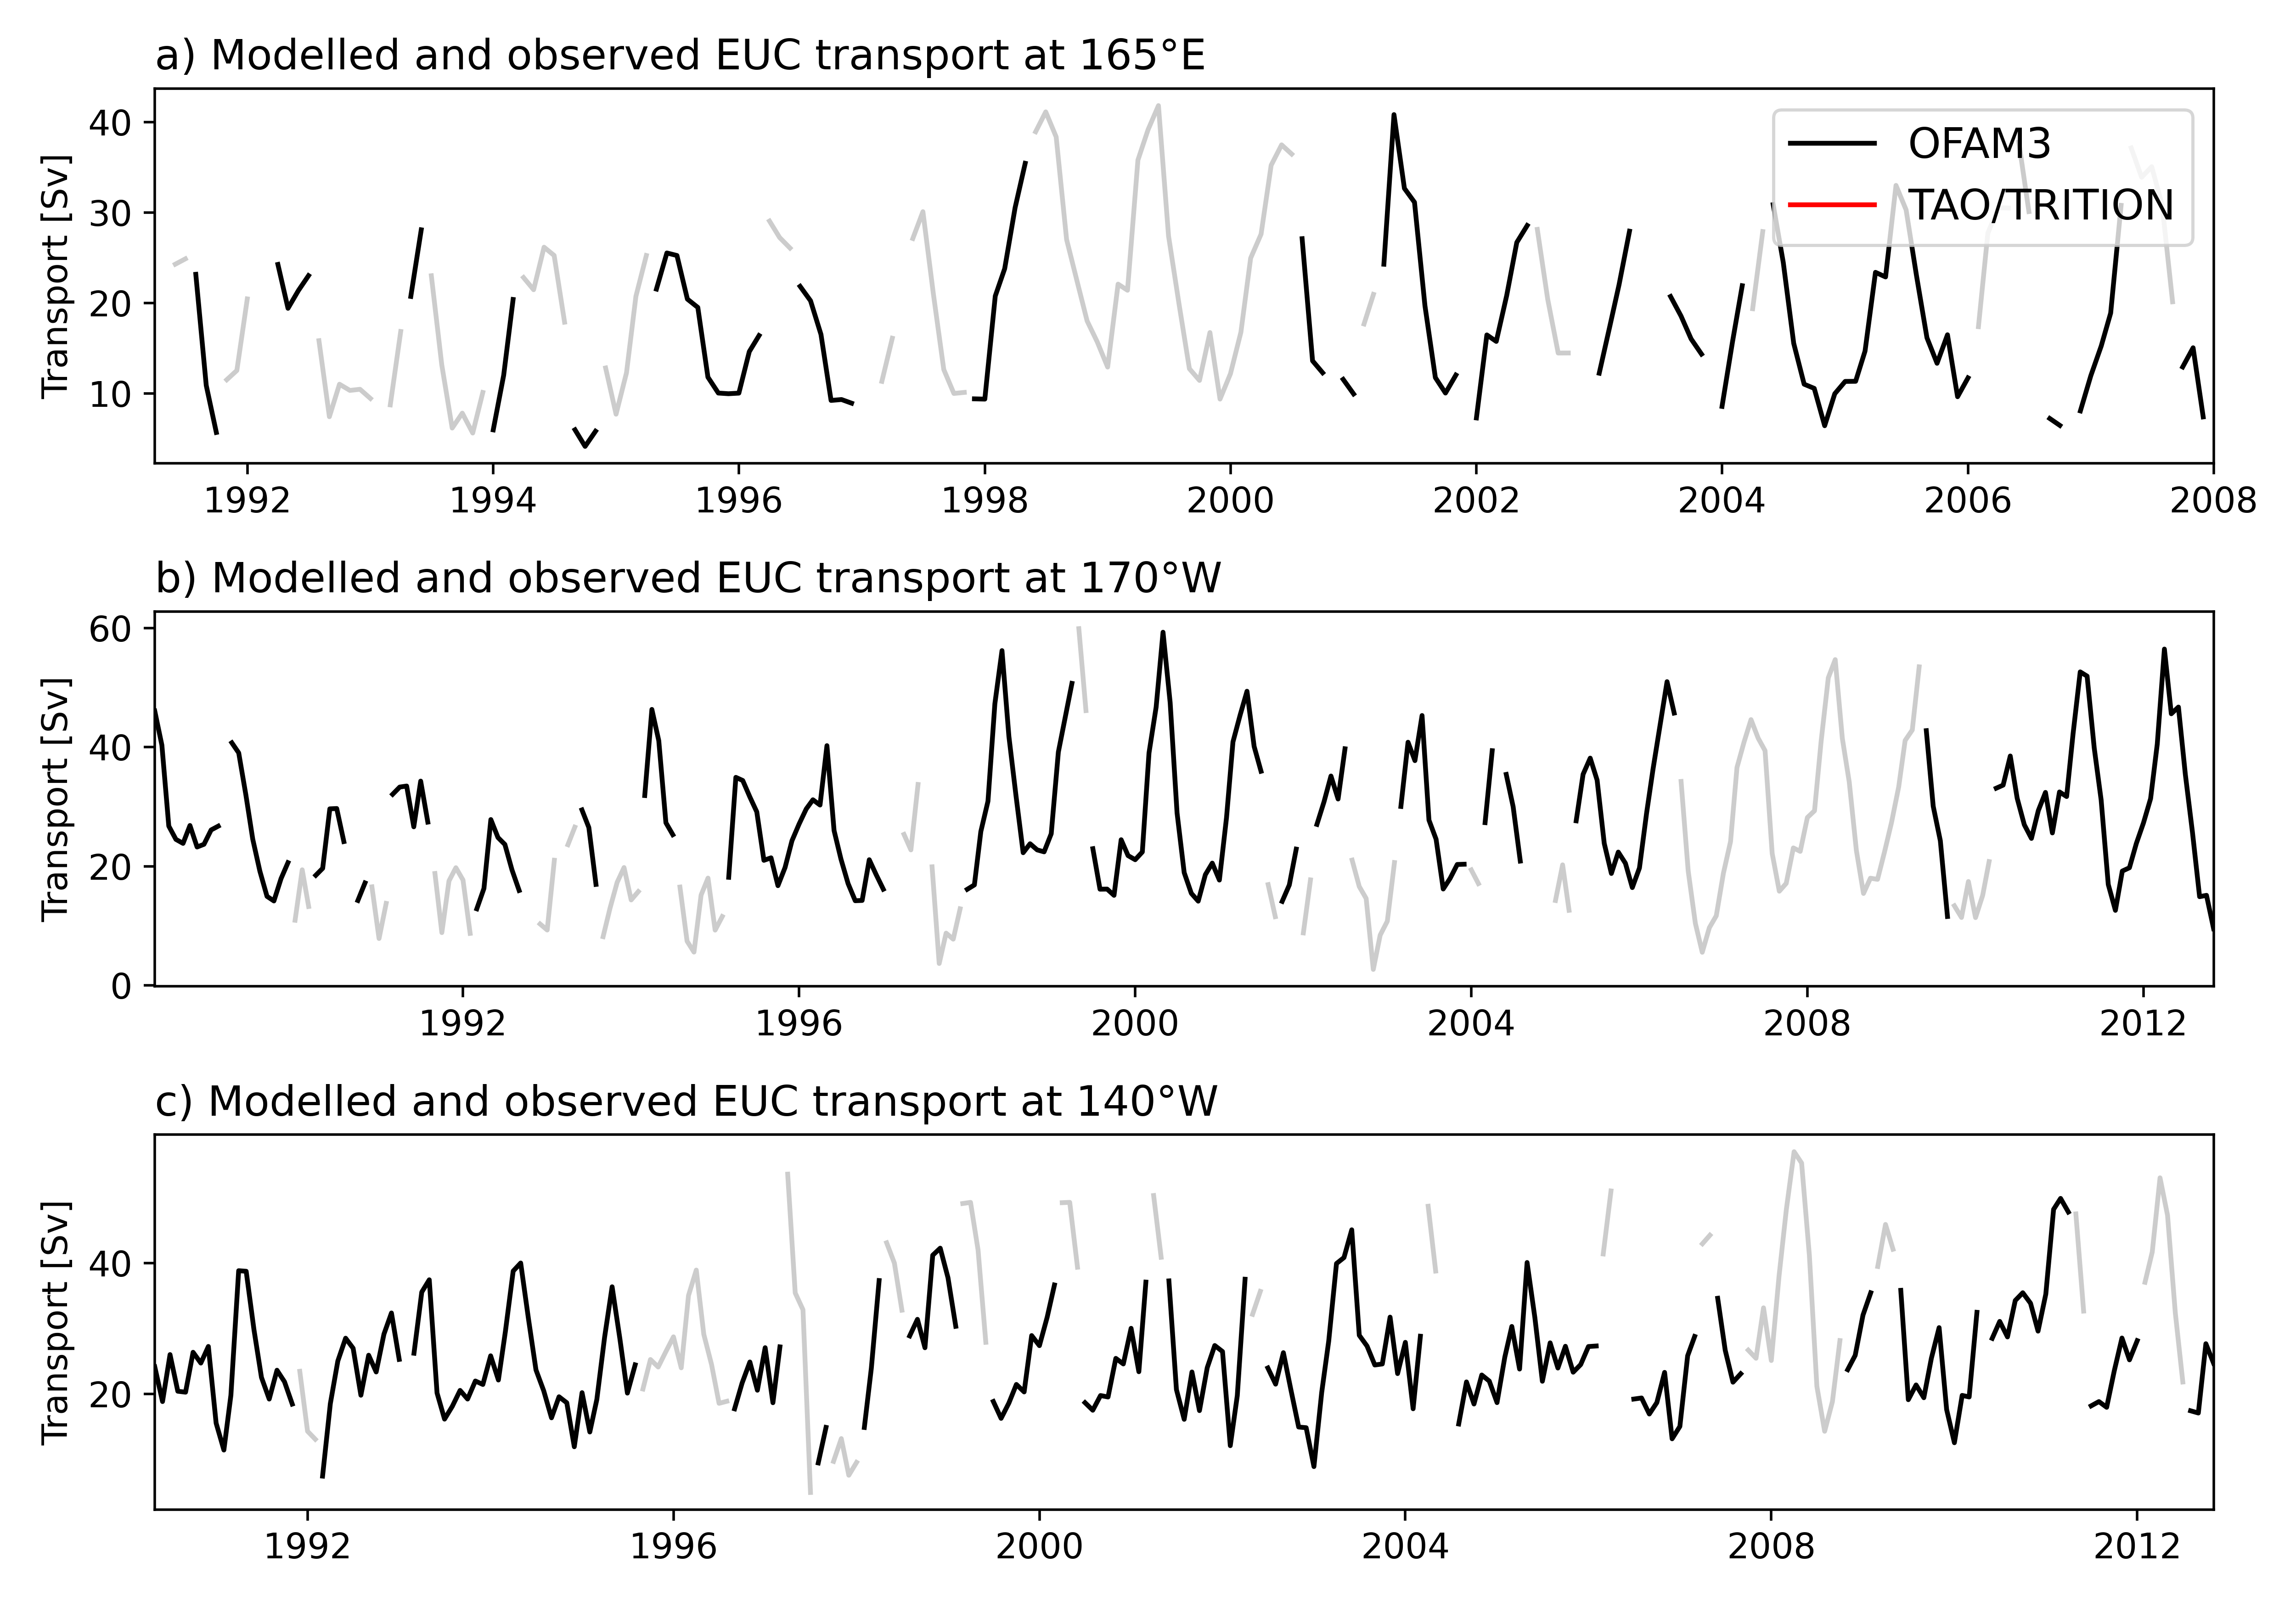 a) Modelled and observed EUC transport at 165°E
Transport [Sv]
40
30
20
10
OFAM3
TAO/TRITION
1992 1994 1996 1998 2000 2002 2004 2006 2008
b) Modelled and observed EUC transport at 170°W
Transport [Sv]
60
40
20
0
1992 1996 2000 2004 2008 2012
c) Modelled and observed EUC transport at 140°W
Transport [Sv]
40
20
1992 1996 2000 2004 2008 2012